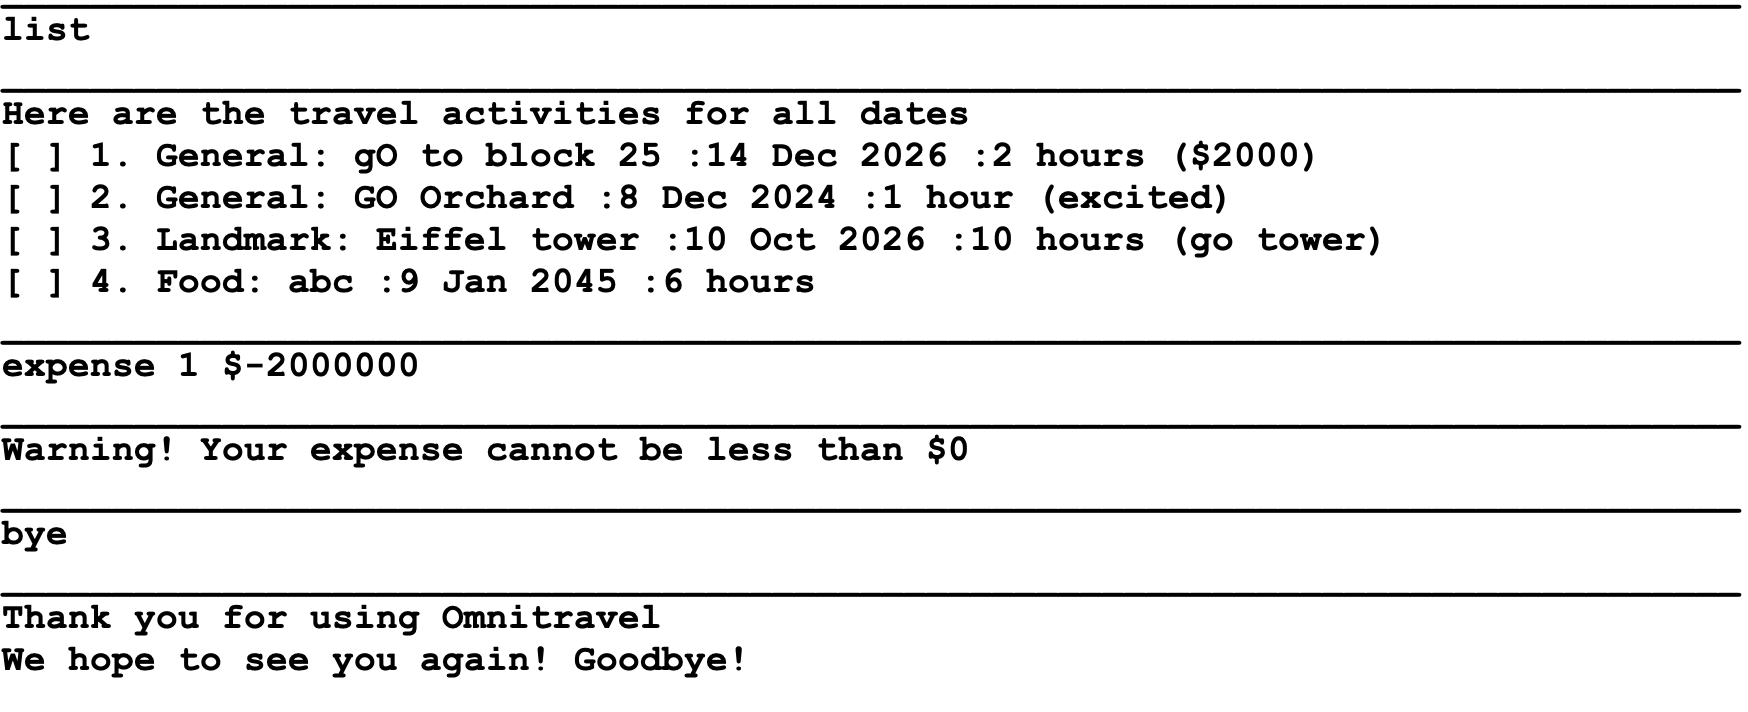 list
Here are the travel activities for all dates
[ ] 1. General: gO to block 25 :14 Dec 2026 :2 hours ($2000)
[ ] 2. General: GO Orchard :8 Dec 2024 :1 hour (excited)
[ ] 3. Landmark: Eiffel tower :10 Oct 2026 :10 hours (go tower)
[ ] 4. Food: abc :9 Jan 2045 :6 hours
expense 1 $-2000000
Warning! Your expense cannot be less than $0
bye
Thank you for using Omnitravel
We hope to see you again! Goodbye!